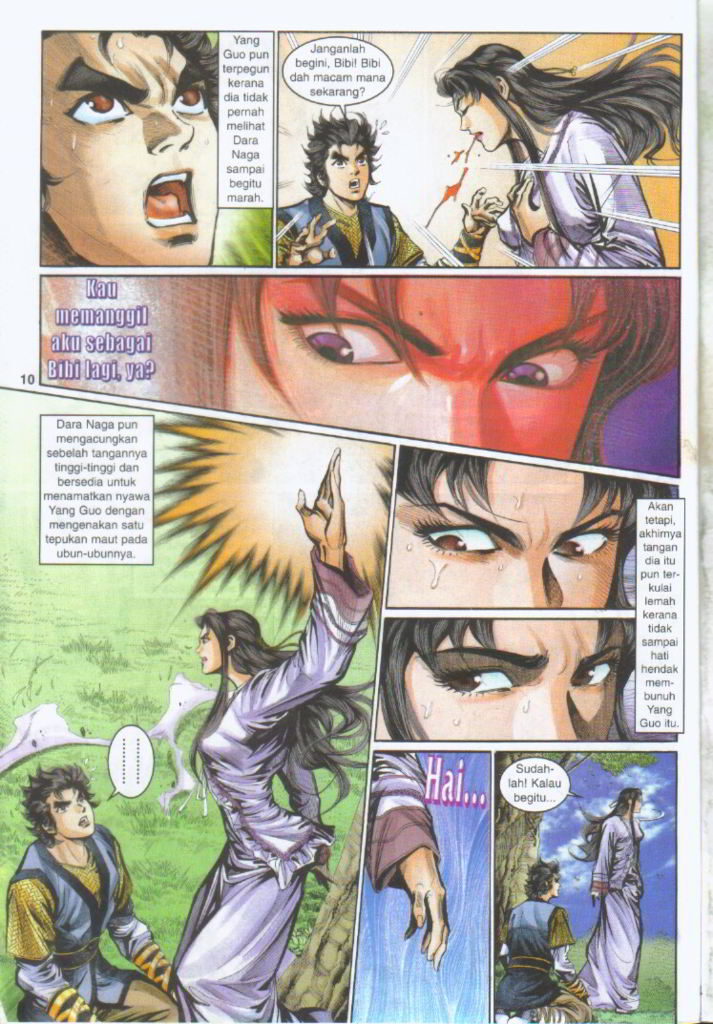 Yang
Guo pun
terpegun
kerana
dia tidak
pernah
melihat
Dara
Naga
sampai
begitu
marah.
Janganlah
begini, Bibi! Bibi
dah macam mana
sekarang?
Kau
memanggil
aku sebagai
Bibi lagi, ya?
10
Dara Naga pun
mengacungkan
sebelah tangannya
tinggi-tinggi dan
bersedia untuk
menamatkan nyawa
Yang Guo dengan
mengenakan satu
tepukan maut pada
ubun-ubunnya.
Akan
tetapi,
akhirnya
tangan
dia itu
pun ter-
kulai
lemah
kerana
tidak
sampai
hati
hendak
mem-
bunuh
Yang
Guo itu.
Hai...
Sudah-
lah! Kalau
begitu...